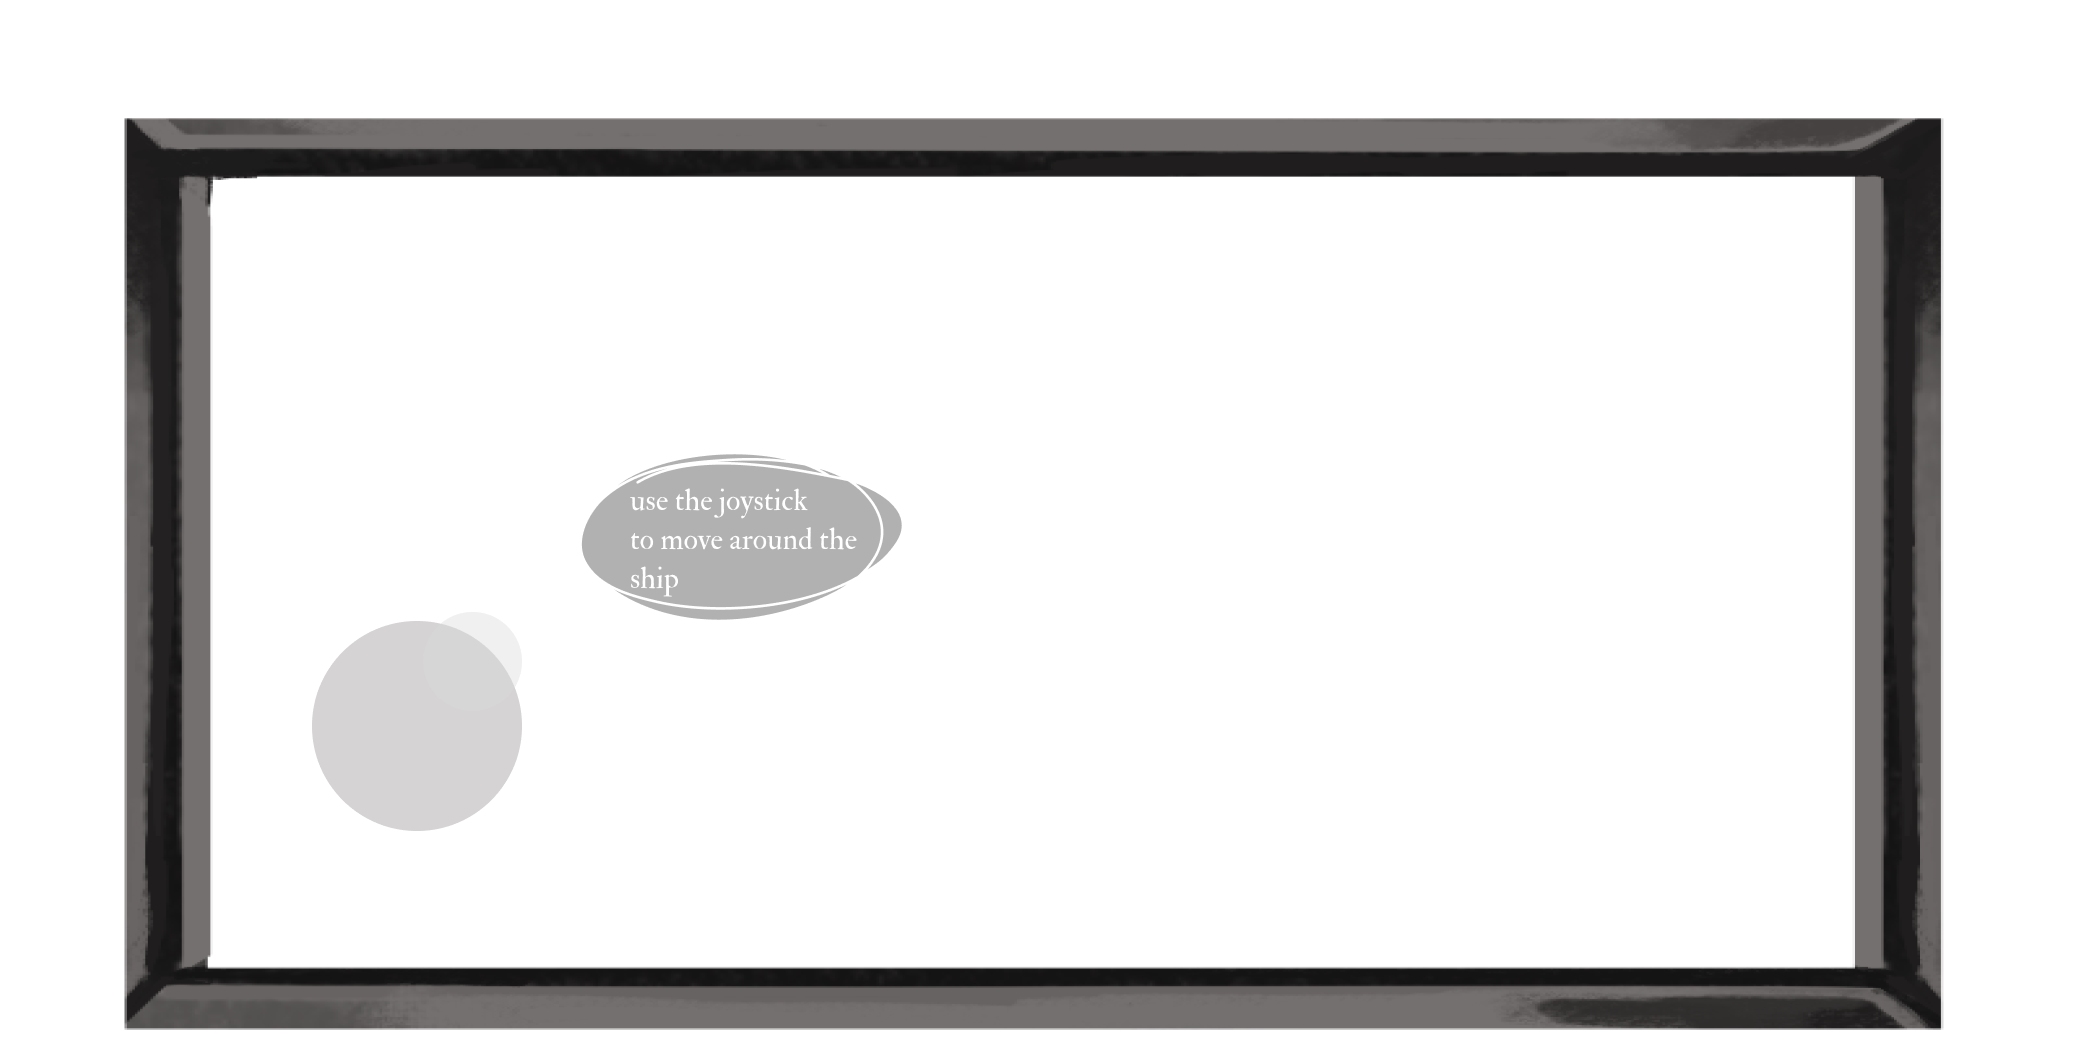 use the joystick
to move around the
ship